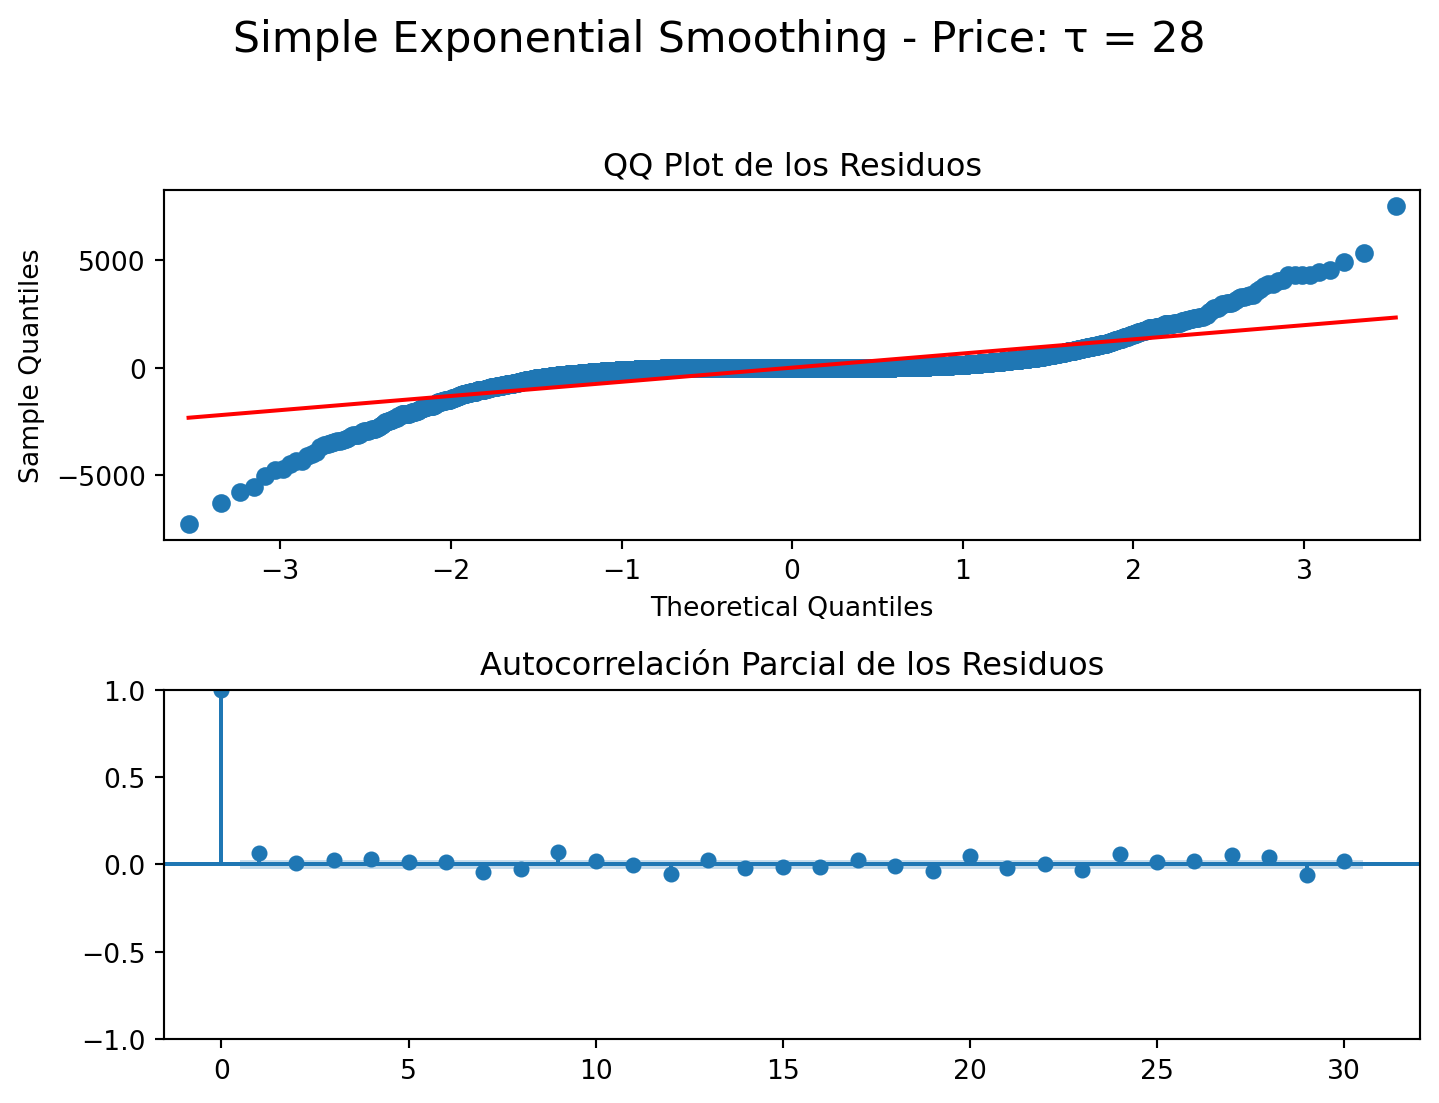 Simple Exponential Smoothing - Price: τ = 28
QQ Plot de los Residuos
Sample Quantiles
5000
0
−5000
−3 −2 −1 0 1 2 3
Theoretical Quantiles
Autocorrelación Parcial de los Residuos
1.0
0.5
0.0
−0.5
−1.0
0 5 10 15 20 25 30